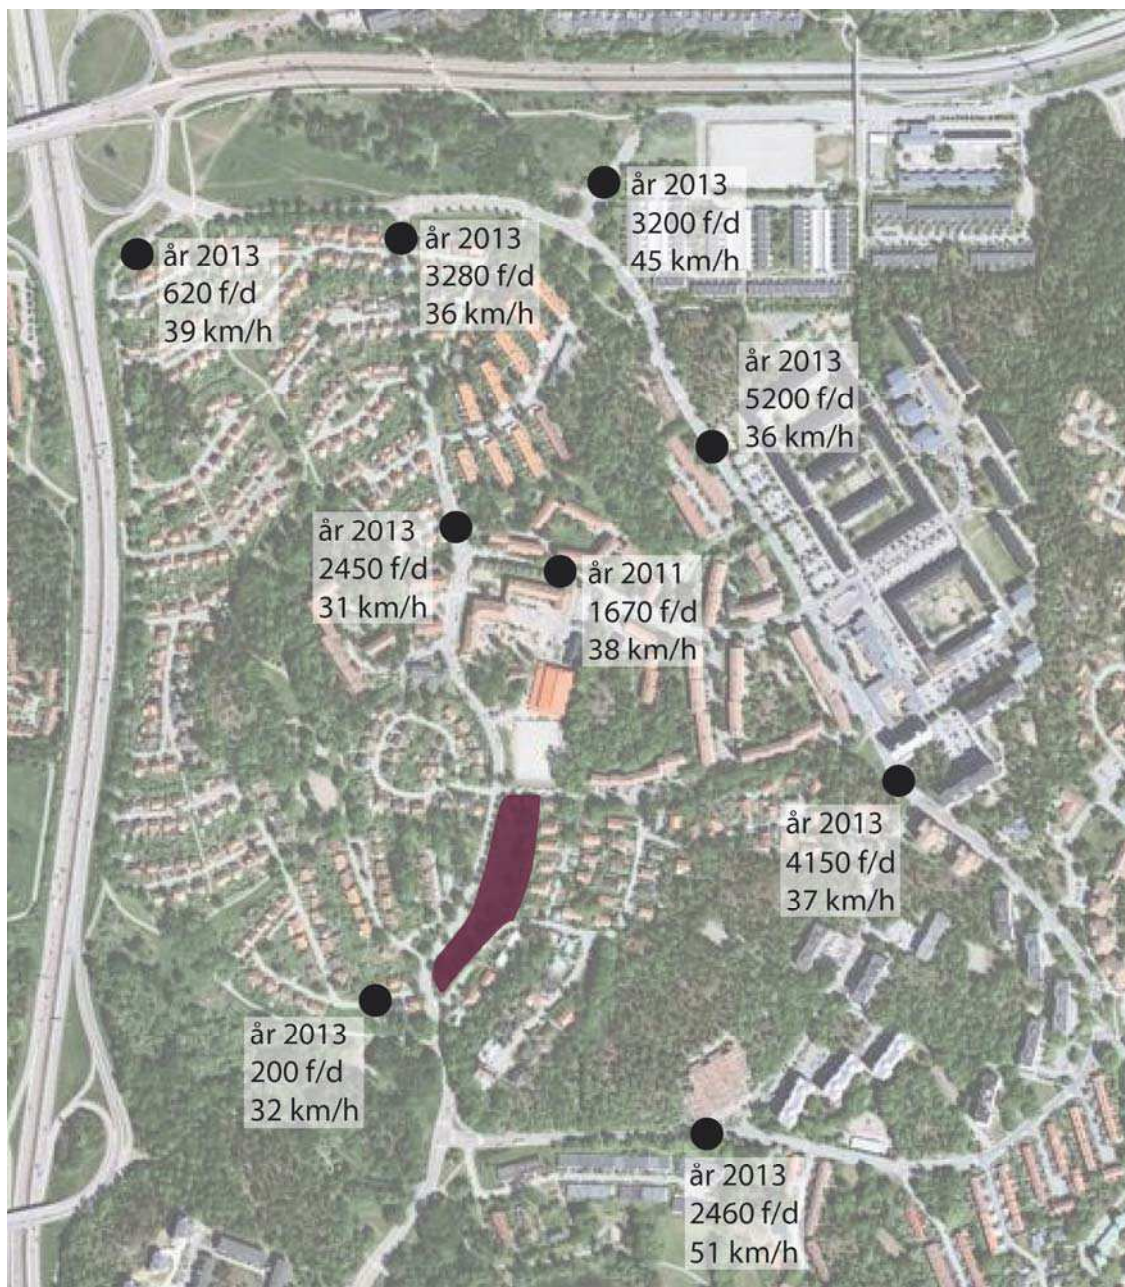 år 2013
3200 f/d
45 km/h
år 2013
3280 f/d
36 km/h
år 2013
620 f/d
39 km/h
år 2013
5200 f/d
36 km/h
år 2013
2450 f/d
31 km/h
år 2011
1670 f/d
38 km/h
år 2013
4150 f/d
37 km/h
år 2013
200 f/d
32 km/h
år 2013
2460 f/d
51 km/h